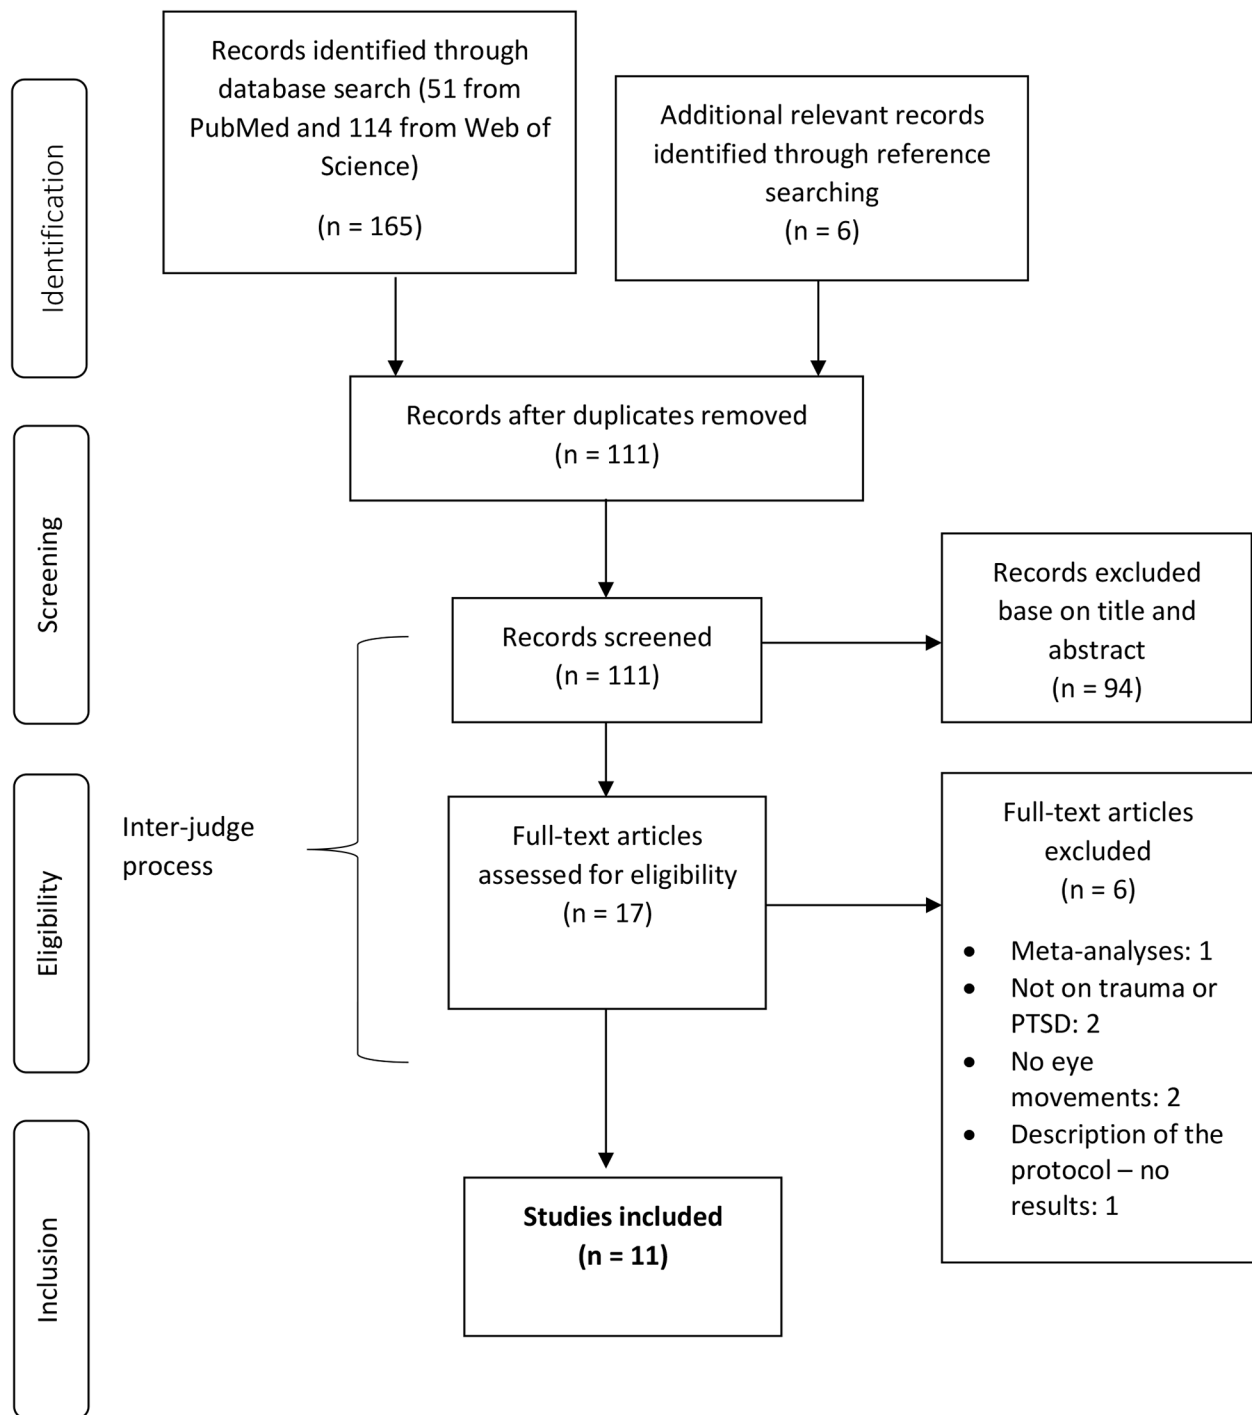 Identification
Records identified through
database search (51 from
PubMed and 114 from Web of
Science)
(n = 165)
Additional relevant records
identified through reference
searching
(n = 6)
Records after duplicates removed
(n = 111)
Screening
Records screened
(n = 111)
Records excluded
base on title and
abstract
(n = 94)
Eligibility
Inter-judge
process
Full-text articles
assessed for eligibility
(n = 17)
Full-text articles
excluded
(n = 6)
• Meta-analyses: 1
• Not on trauma or
PTSD: 2
• No eye
movements: 2
• Description of the
protocol – no
results: 1
Inclusion
Studies included
(n = 11)